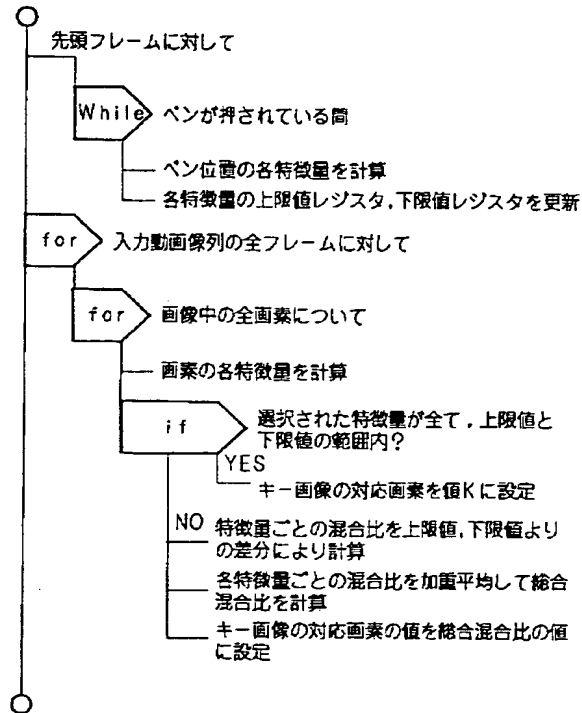 先頭フレームに対して
While ペンが押されている間
ペン位置の各特徴量を計算
各特徴量の上限値レジスタ,下限値レジスタを更新
for 入力動画像列の全フレームに対して
for 画像中の全画素について
画素の各特徴量を計算
if 選択された特徴量が全て,上限値と
下限値の範囲内?
YES
キー画像の対応画素を値Kに設定
NO 特徴量ごとの混合比を上限値,下限値より
の差分により計算
各特徴量ごとの混合比を加重平均して総合
混合比を計算
キー画像の対応画素の値を総合混合比の値
に設定